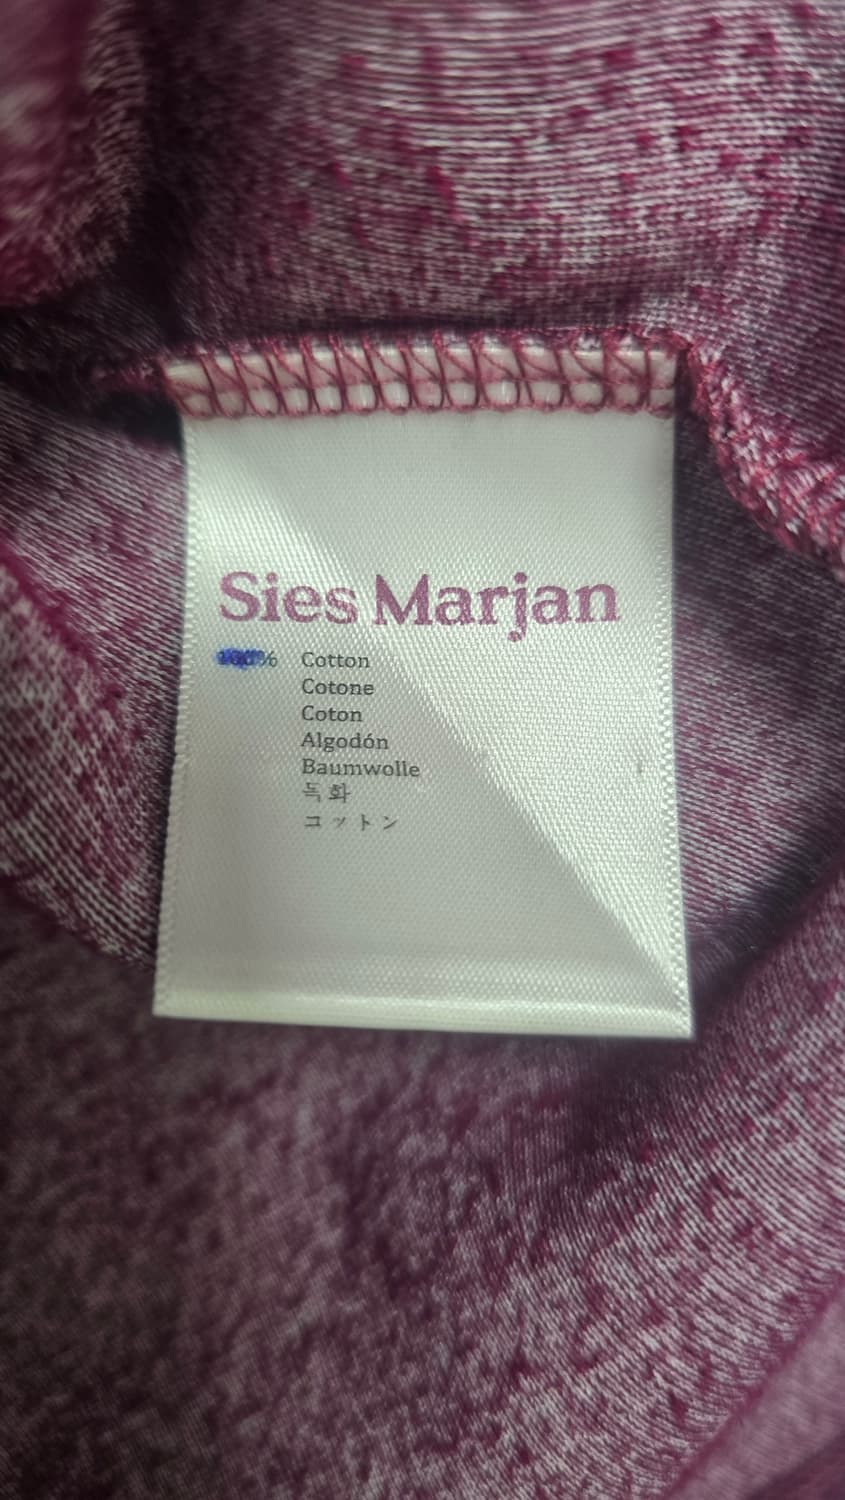 Sies Marjan
% Cotton
Cotone
Coton
Algodón
Baumwolle
독화
コットン